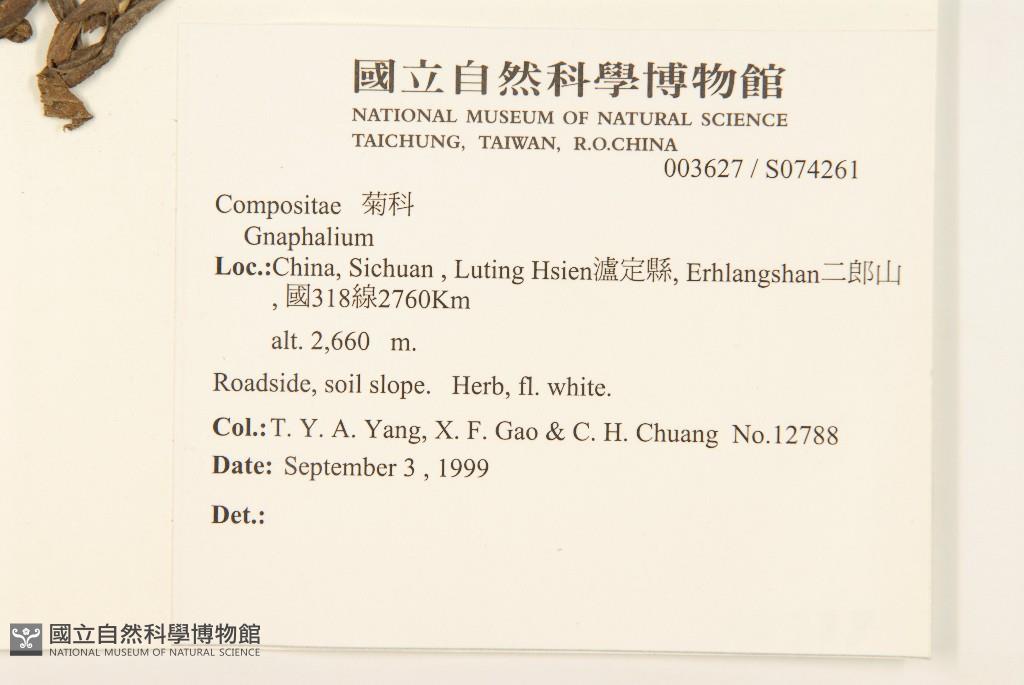 國立自然科學博物館
NATIONAL MUSEUM OF NATURAL SCIENCE
TAICHUNG, TAIWAN, R.O.CHINA
003627 / S074261
Compositae 菊科
Gnaphalium
Loc.:China, Sichuan , Luting Hsien瀘定縣, Erhlangshan二郎山
, 國318線2760Km
alt. 2,660 m.
Roadside, soil slope. Herb, fl. white.
Col.: T. Y. A. Yang, X. F. Gao & C. H. Chuang No.12788
Date: September 3 , 1999
Det.:
國立自然科學博物館
NATIONAL MUSEUM OF NATURAL SCIENCE